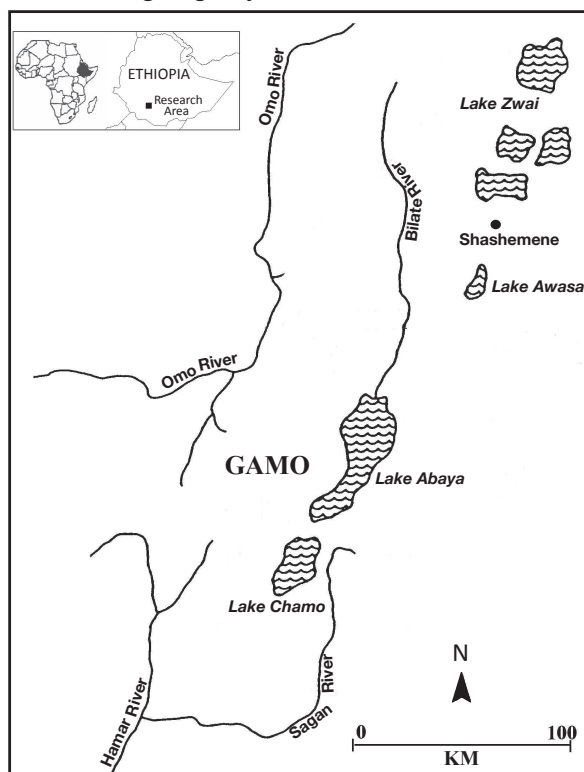 ETHIOPIA
Research
Area
Omo River
Bilate River
Lake Zwai
Shashemene
Lake Awasa
Omo River
GAMO
Lake Abaya
Lake Chamo
Hamar River
Sagan
River
N
0 100
KM